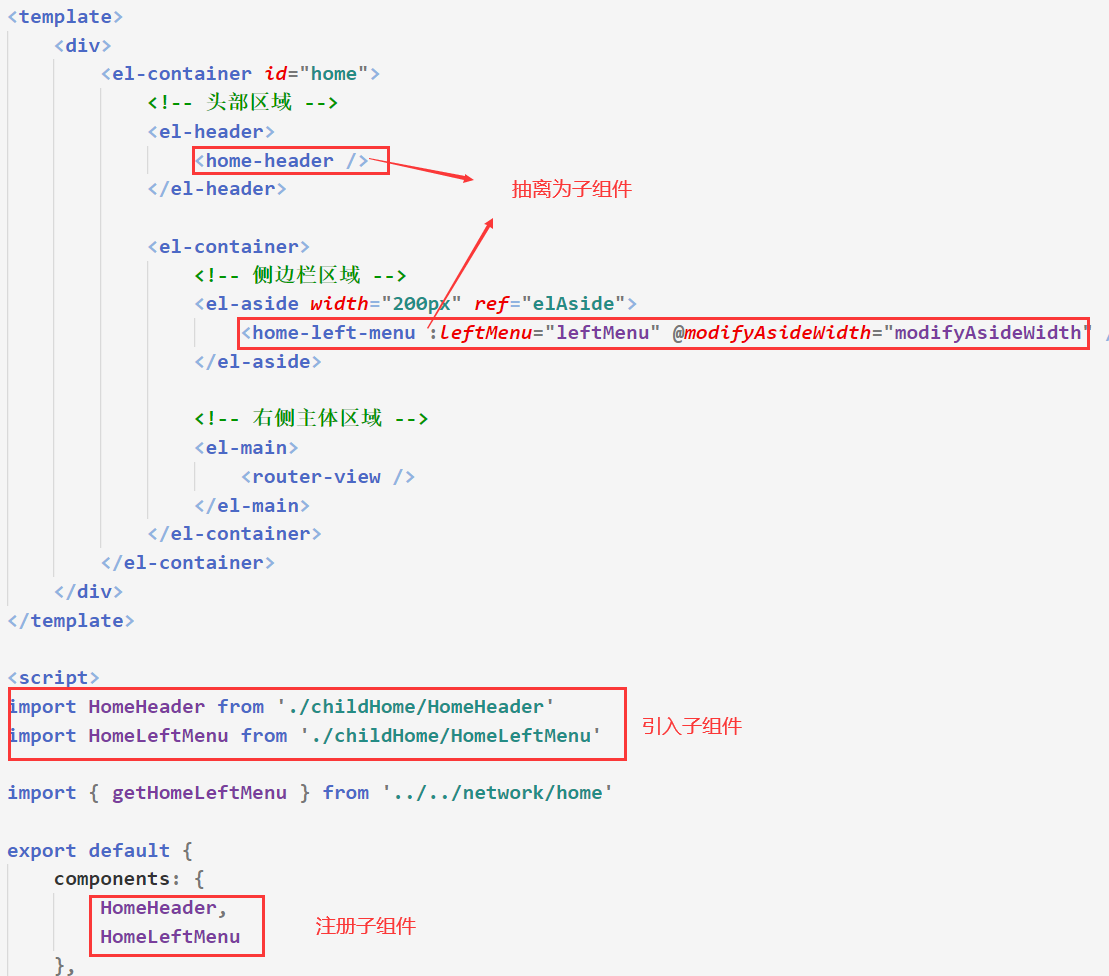 <template>
<div>
<el-container id="home">
<!-- 头部区域 -->
<el-header>
<home-header />
</el-header>
抽离为子组件
<el-container>
<!-- 侧边栏区域 -->
<el-aside width="200px" ref="elAside">
<home-left-menu :leftMenu="leftMenu" @modifyAsideWidth="modifyAsideWidth" /
</el-aside>
<!-- 右侧主体区域 -->
<el-main>
<router-view />
</el-main>
</el-container>
</el-container>
</div>
</template>
<script>
import HomeHeader from './childHome/HomeHeader'
import HomeLeftMenu from './childHome/HomeLeftMenu'
引入子组件
import { getHomeLeftMenu } from '../../network/home'
export default {
components: {
HomeHeader,
HomeLeftMenu
注册子组件
},